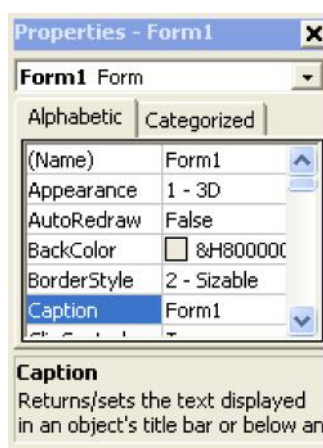 Properties - Form1
Form1 Form
Alphabetic Categorized
(Name) Form1
Appearance 1 - 3D
AutoRedraw False
BackColor &H800000
BorderStyle 2 - Sizable
Caption Form1
Caption
Returns/sets the text displayed
in an object's title bar or below an